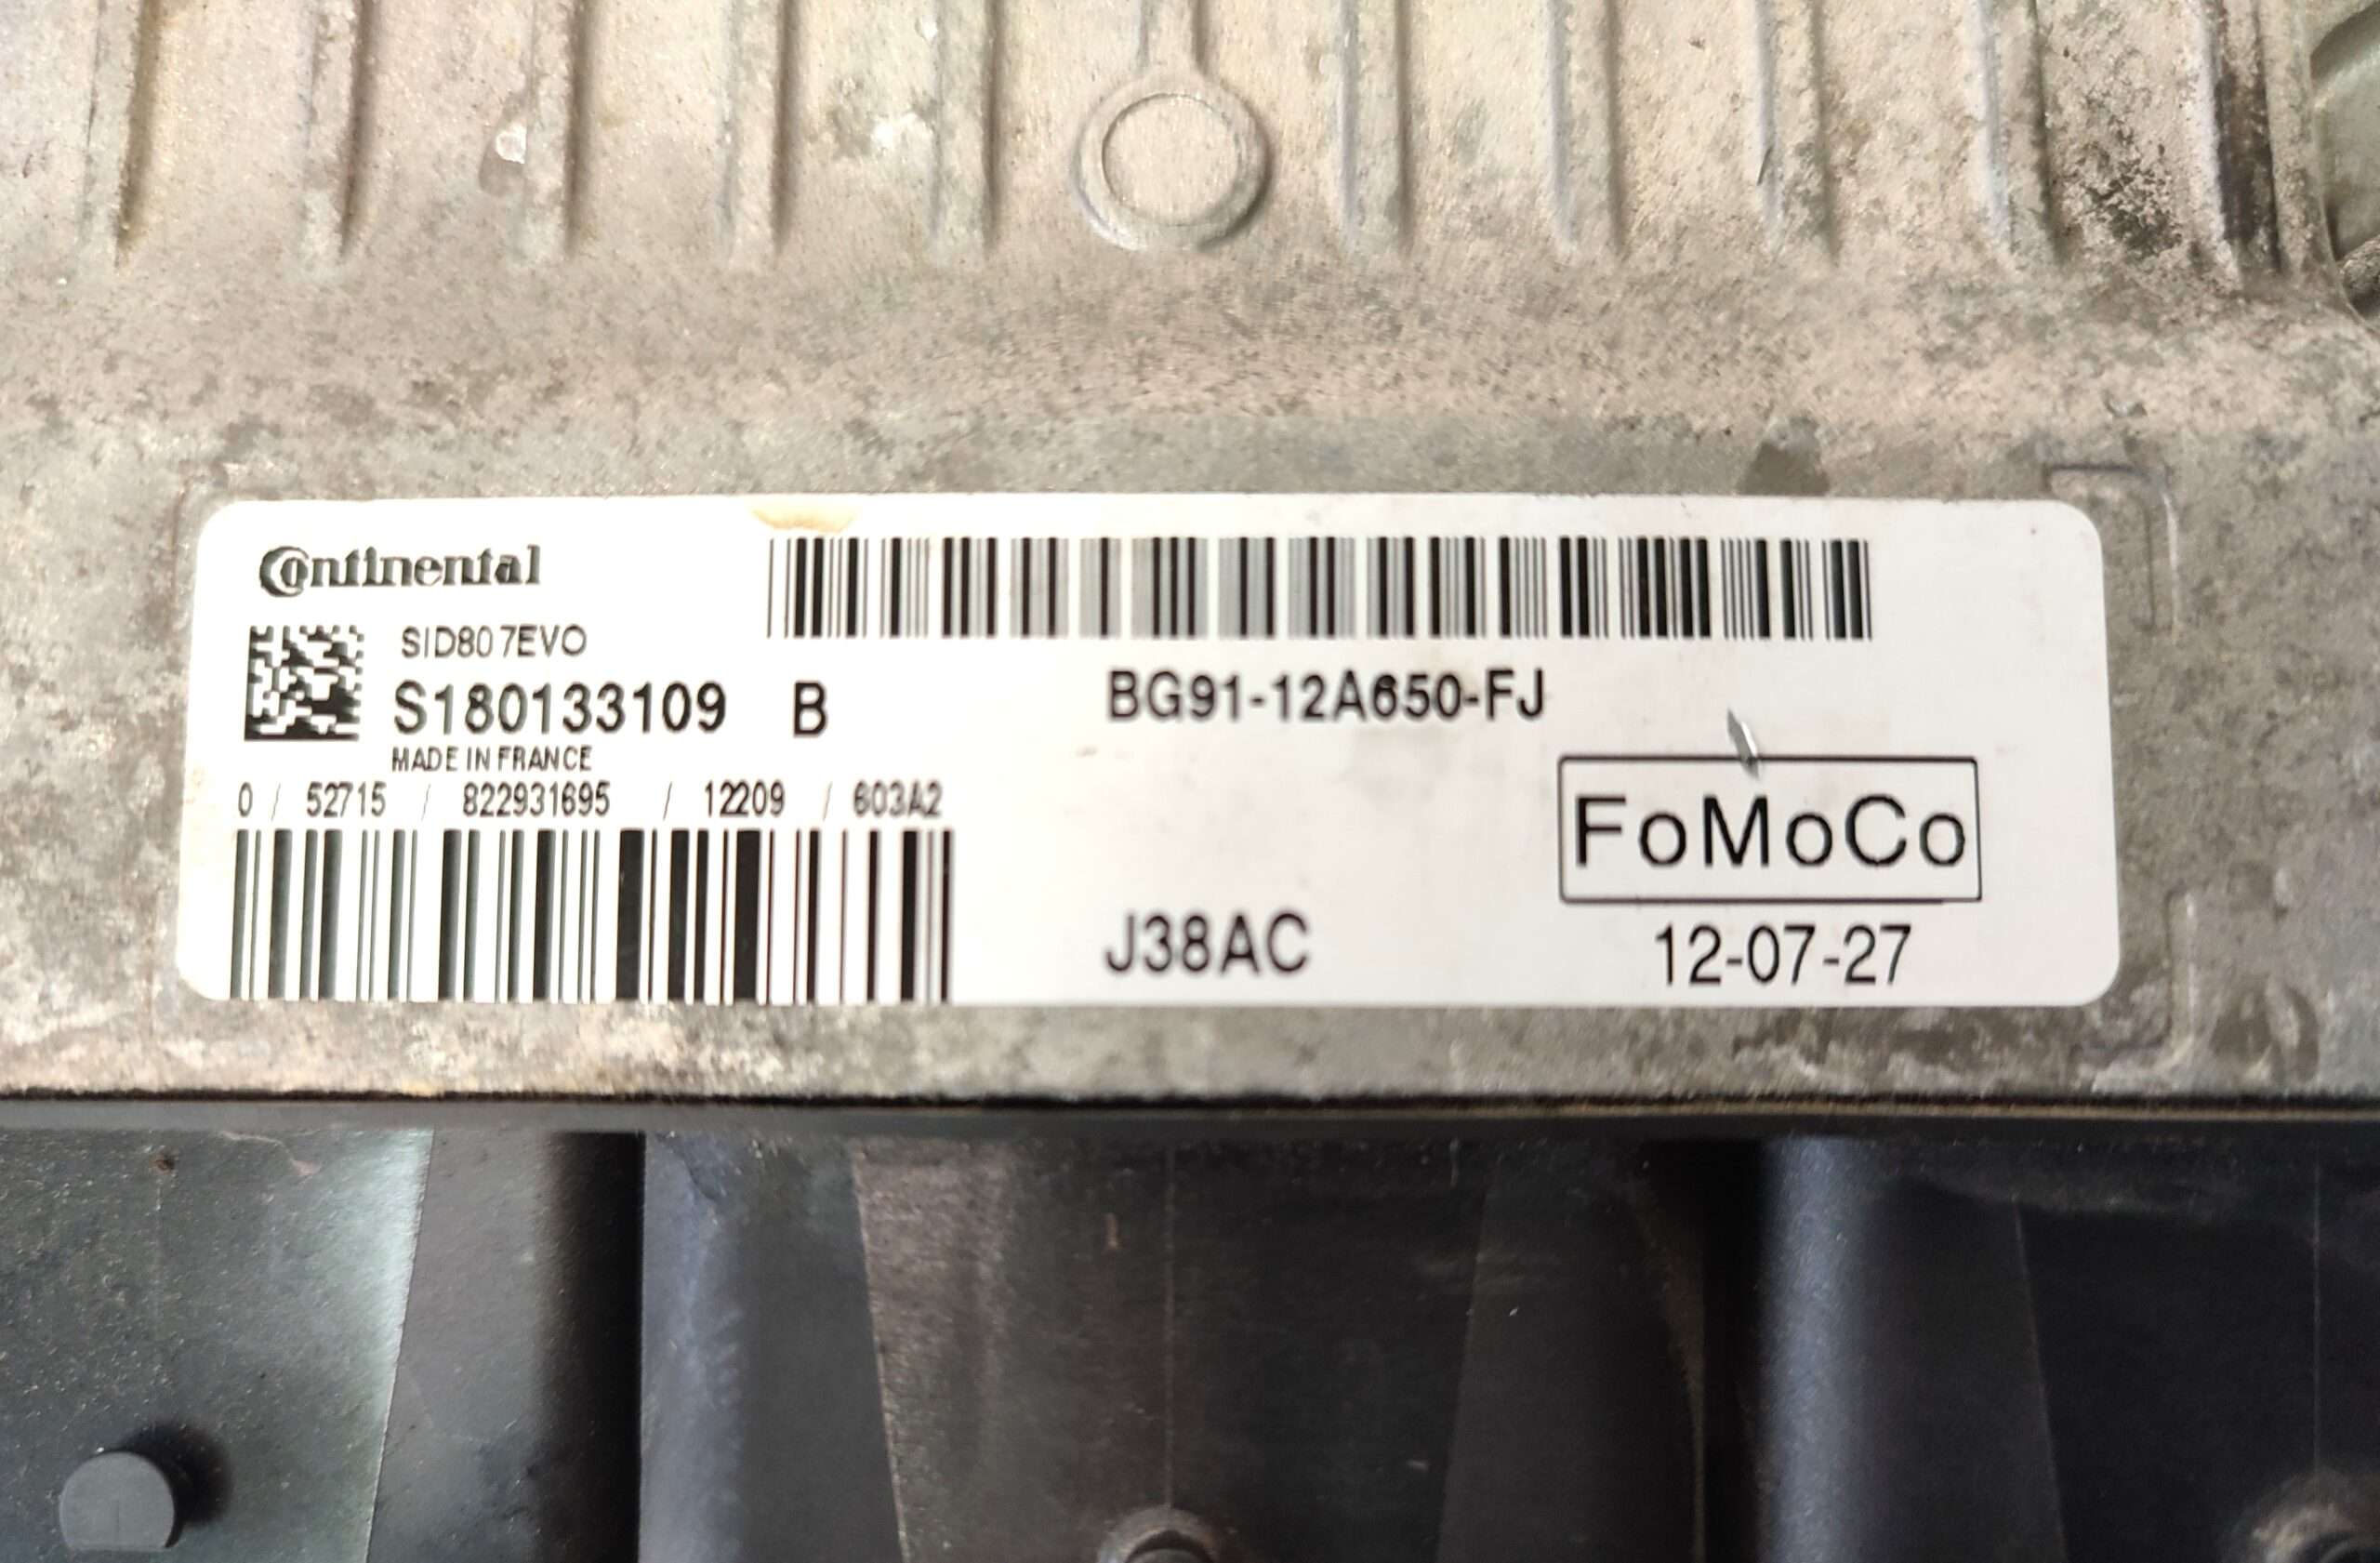 Continental
SID807EVO
S180133109 B
MADE IN FRANCE
0 / 52715 / 822931695 / 12209 / 603A2
BG91-12A650-FJ
FoMoCo
J38AC
12-07-27